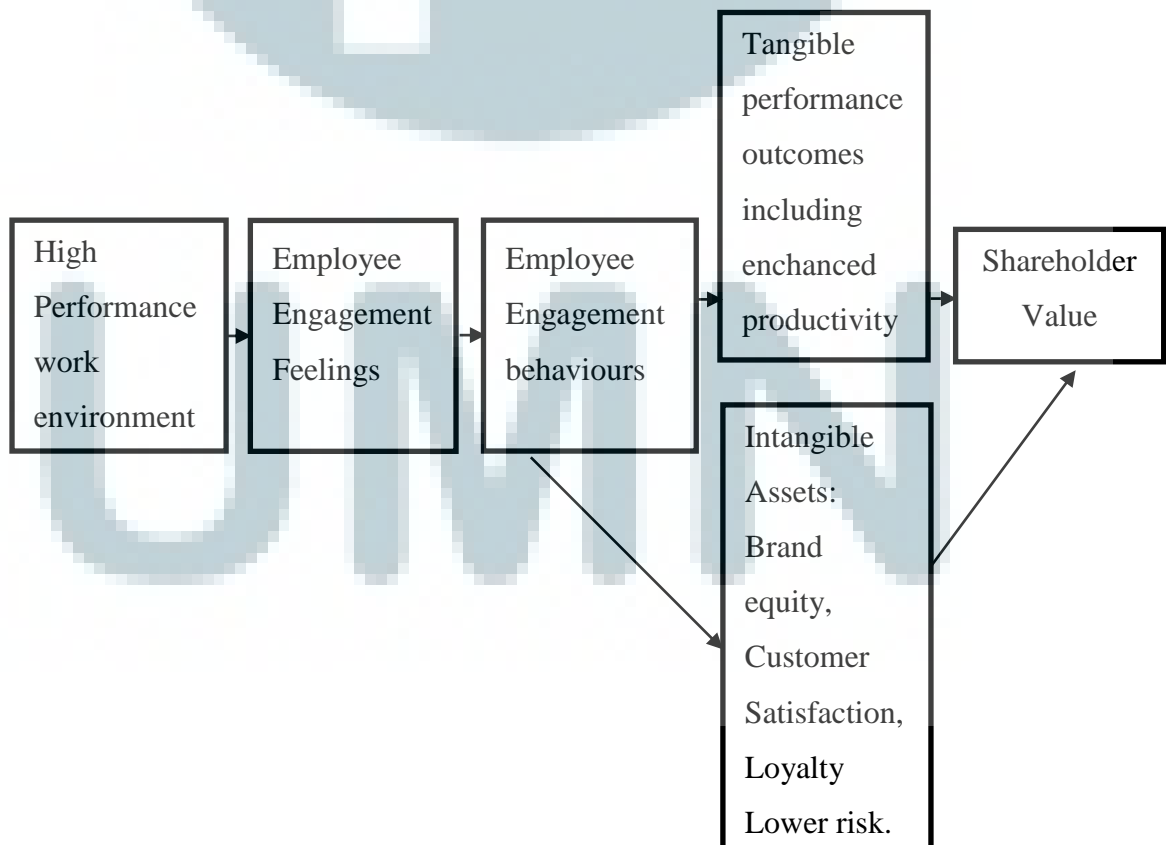 High
Performance
work
environment
Employee
Engagement
Feelings
Employee
Engagement
behaviours
Tangible
performance
outcomes
including
enchanced
productivity
Intangible
Assets:
Brand
equity,
Customer
Satisfaction,
Loyalty
Lower risk.
Shareholder
Value
UMN